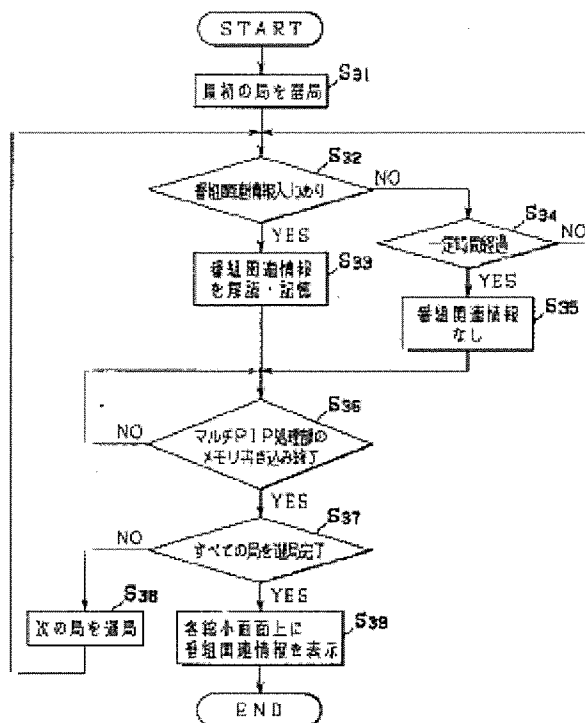 START
S31
最初の局を選局
S32
番組関連情報入力あり
NO
S34
YES
一定時間経過
NO
S33
番組関連情報
を解読・記憶
YES
S35
番組関連情報
なし
S36
NO
マルチPIP処理部の
メモリ書き込み終了
YES
S37
NO
すべての局を選局完了
YES
S38
次の局を選局
S39
各縮小画面上に
番組関連情報を表示
END